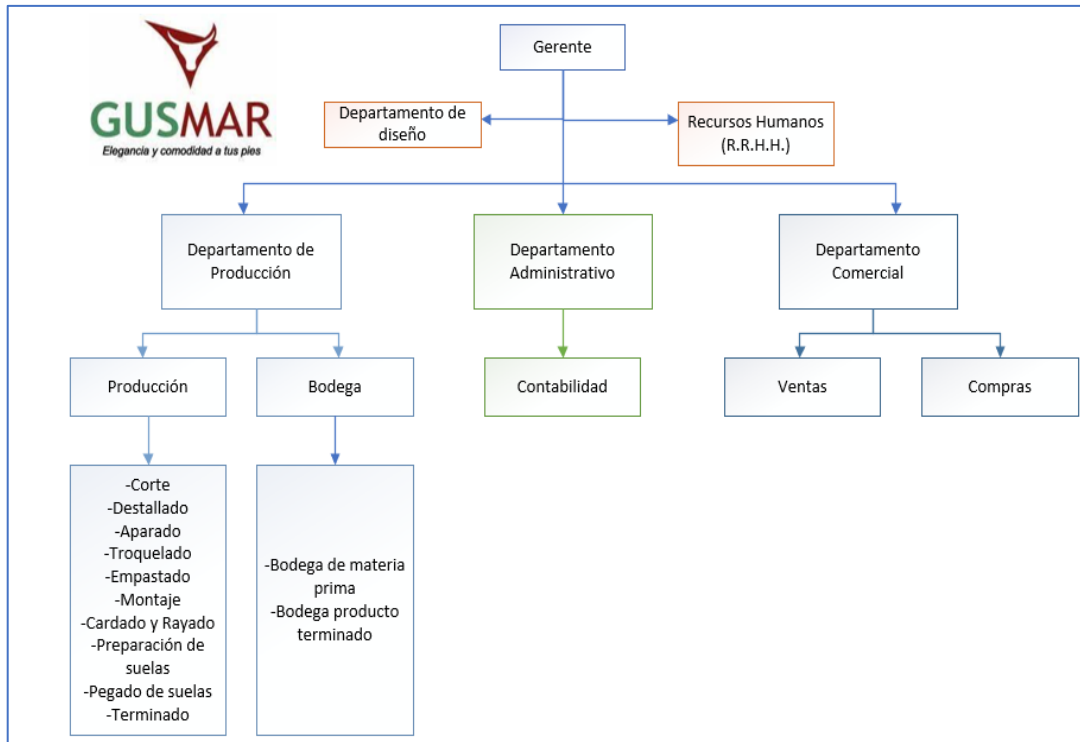 GUSMAR
Elegancia y comodidad a tus pies
Gerente
Departamento de
diseño
Recursos Humanos
(R.R.H.H.)
Departamento de
Producción
Departamento
Administrativo
Departamento
Comercial
Producción
Bodega
Contabilidad
Ventas
Compras
-Corte
-Destallado
-Aparado
-Troquelado
-Empastado
-Montaje
-Cardado y Rayado
-Preparación de
suelas
-Pegado de suelas
-Terminado
-Bodega de materia
prima
-Bodega producto
terminado